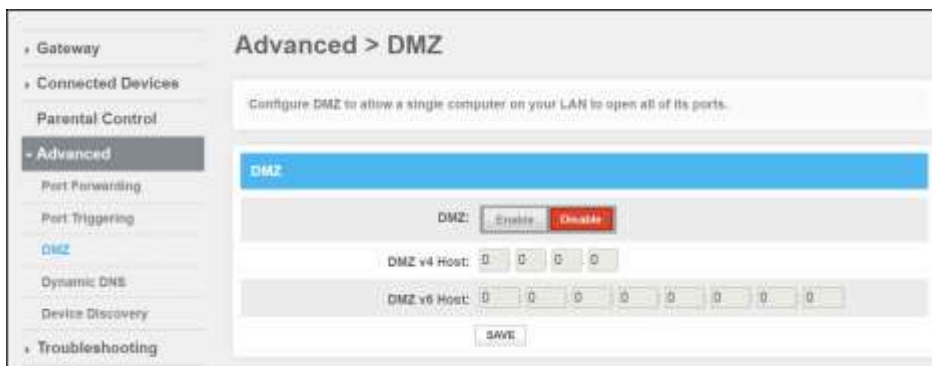 Gateway
Connected Devices
Parental Control
Advanced
Port Forwarding
Port Triggering
DMZ
Dynamic DNS
Device Discovery
Troubleshooting
Advanced > DMZ
Configure DMZ to allow a single computer on your LAN to open all of its ports.
DMZ
DMZ: Enable Disable
DMZ v4 Host: 0 0 0 0
DMZ v6 Host: 0 0 0 0 0 0 0 0
SAVE